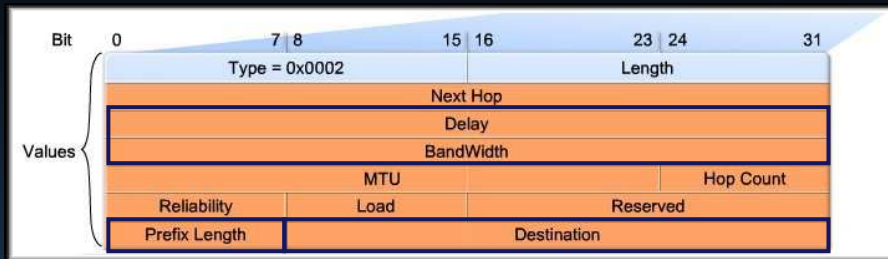 Bit 0 7 8 15 16 23 24 31
Type = 0x0002 Length
Next Hop
Delay
Values BandWidth
MTU Hop Count
Reliability Load Reserved
Prefix Length Destination